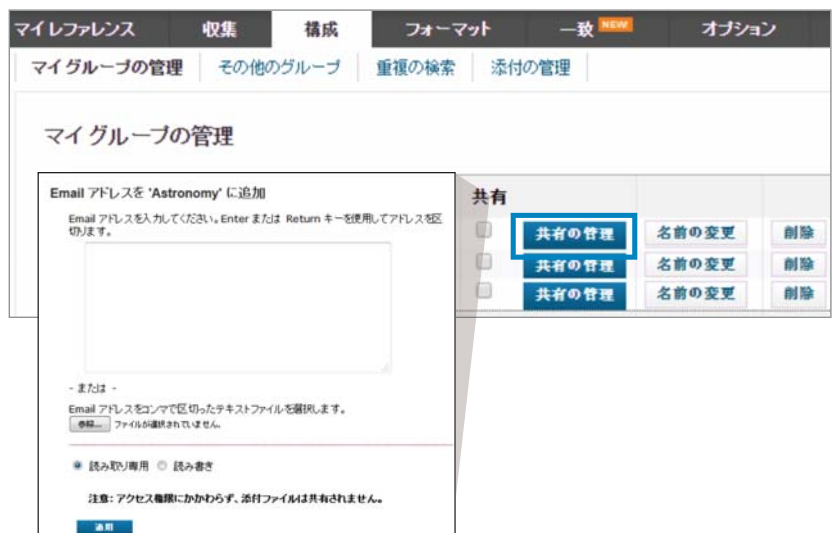 マイレファレンス 収集 構成 フォーマット 一致 NEW オプション
マイグループの管理 その他のグループ 重複の検索 添付の管理
マイ グループの管理
共有
共有の管理 名前の変更 削除
共有の管理 名前の変更 削除
共有の管理 名前の変更 削除
Email アドレスを 'Astronomy' に追加
Email アドレスを入力してください。Enter または Return キーを使用してアドレスを区
切ります。
- または -
Email アドレスをコンマで区切ったテキストファイルを選択します。
参照... ファイルが選択されていません。
読み取り専用 読み書き
注意: アクセス権限にかかわらず、添付ファイルは共有されません。
適用